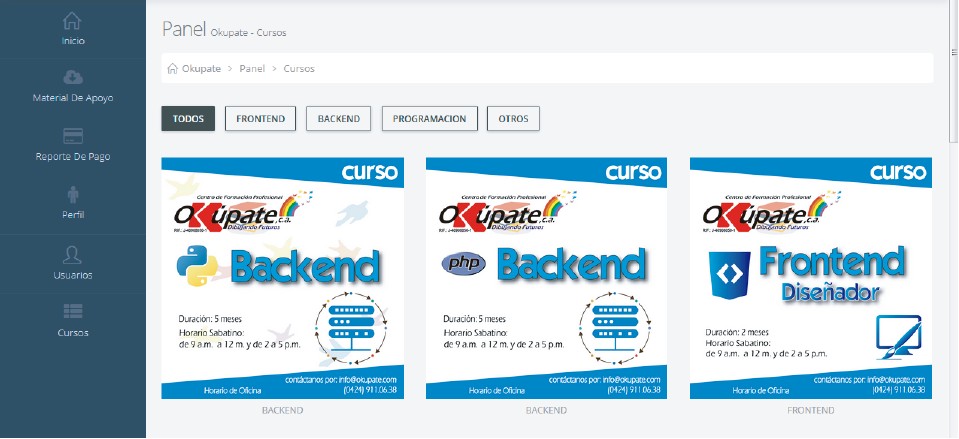 Inicio
Material De Apoyo
Reporte De Pago
Perfil
Usuarios
Cursos
Panel Okupate - Cursos
Okupate > Panel > Cursos
TODOS
FRONTEND
BACKEND
PROGRAMACION
OTROS
curso
Centro de Formación Profesional
OKúpate c.a.
Dibujando Futuros
Backend
Duración: 5 meses
Horario Sabatino:
de 9 a.m. a 12 m. y de 2 a 5 p.m.
contáctanos por: info@okupate.com
Horario de Oficina (0424) 911.06.38
BACKEND
curso
Centro de Formación Profesional
OKúpate c.a.
Dibujando Futuros
php Backend
Duración: 5 meses
Horario Sabatino:
de 9 a.m. a 12 m. y de 2 a 5 p.m.
contáctanos por: info@okupate.com
Horario de Oficina (0424) 911.06.38
BACKEND
curso
Centro de Formación Profesional
OKúpate c.a.
Dibujando Futuros
Frontend
Diseñador
Duración: 2 meses
Horario Sabatino:
de 9 a.m. a 12 m. y de 2 a 5 p.m.
contáctanos por: info@okupate.com
Horario de Oficina (0424) 911.06.38
FRONTEND